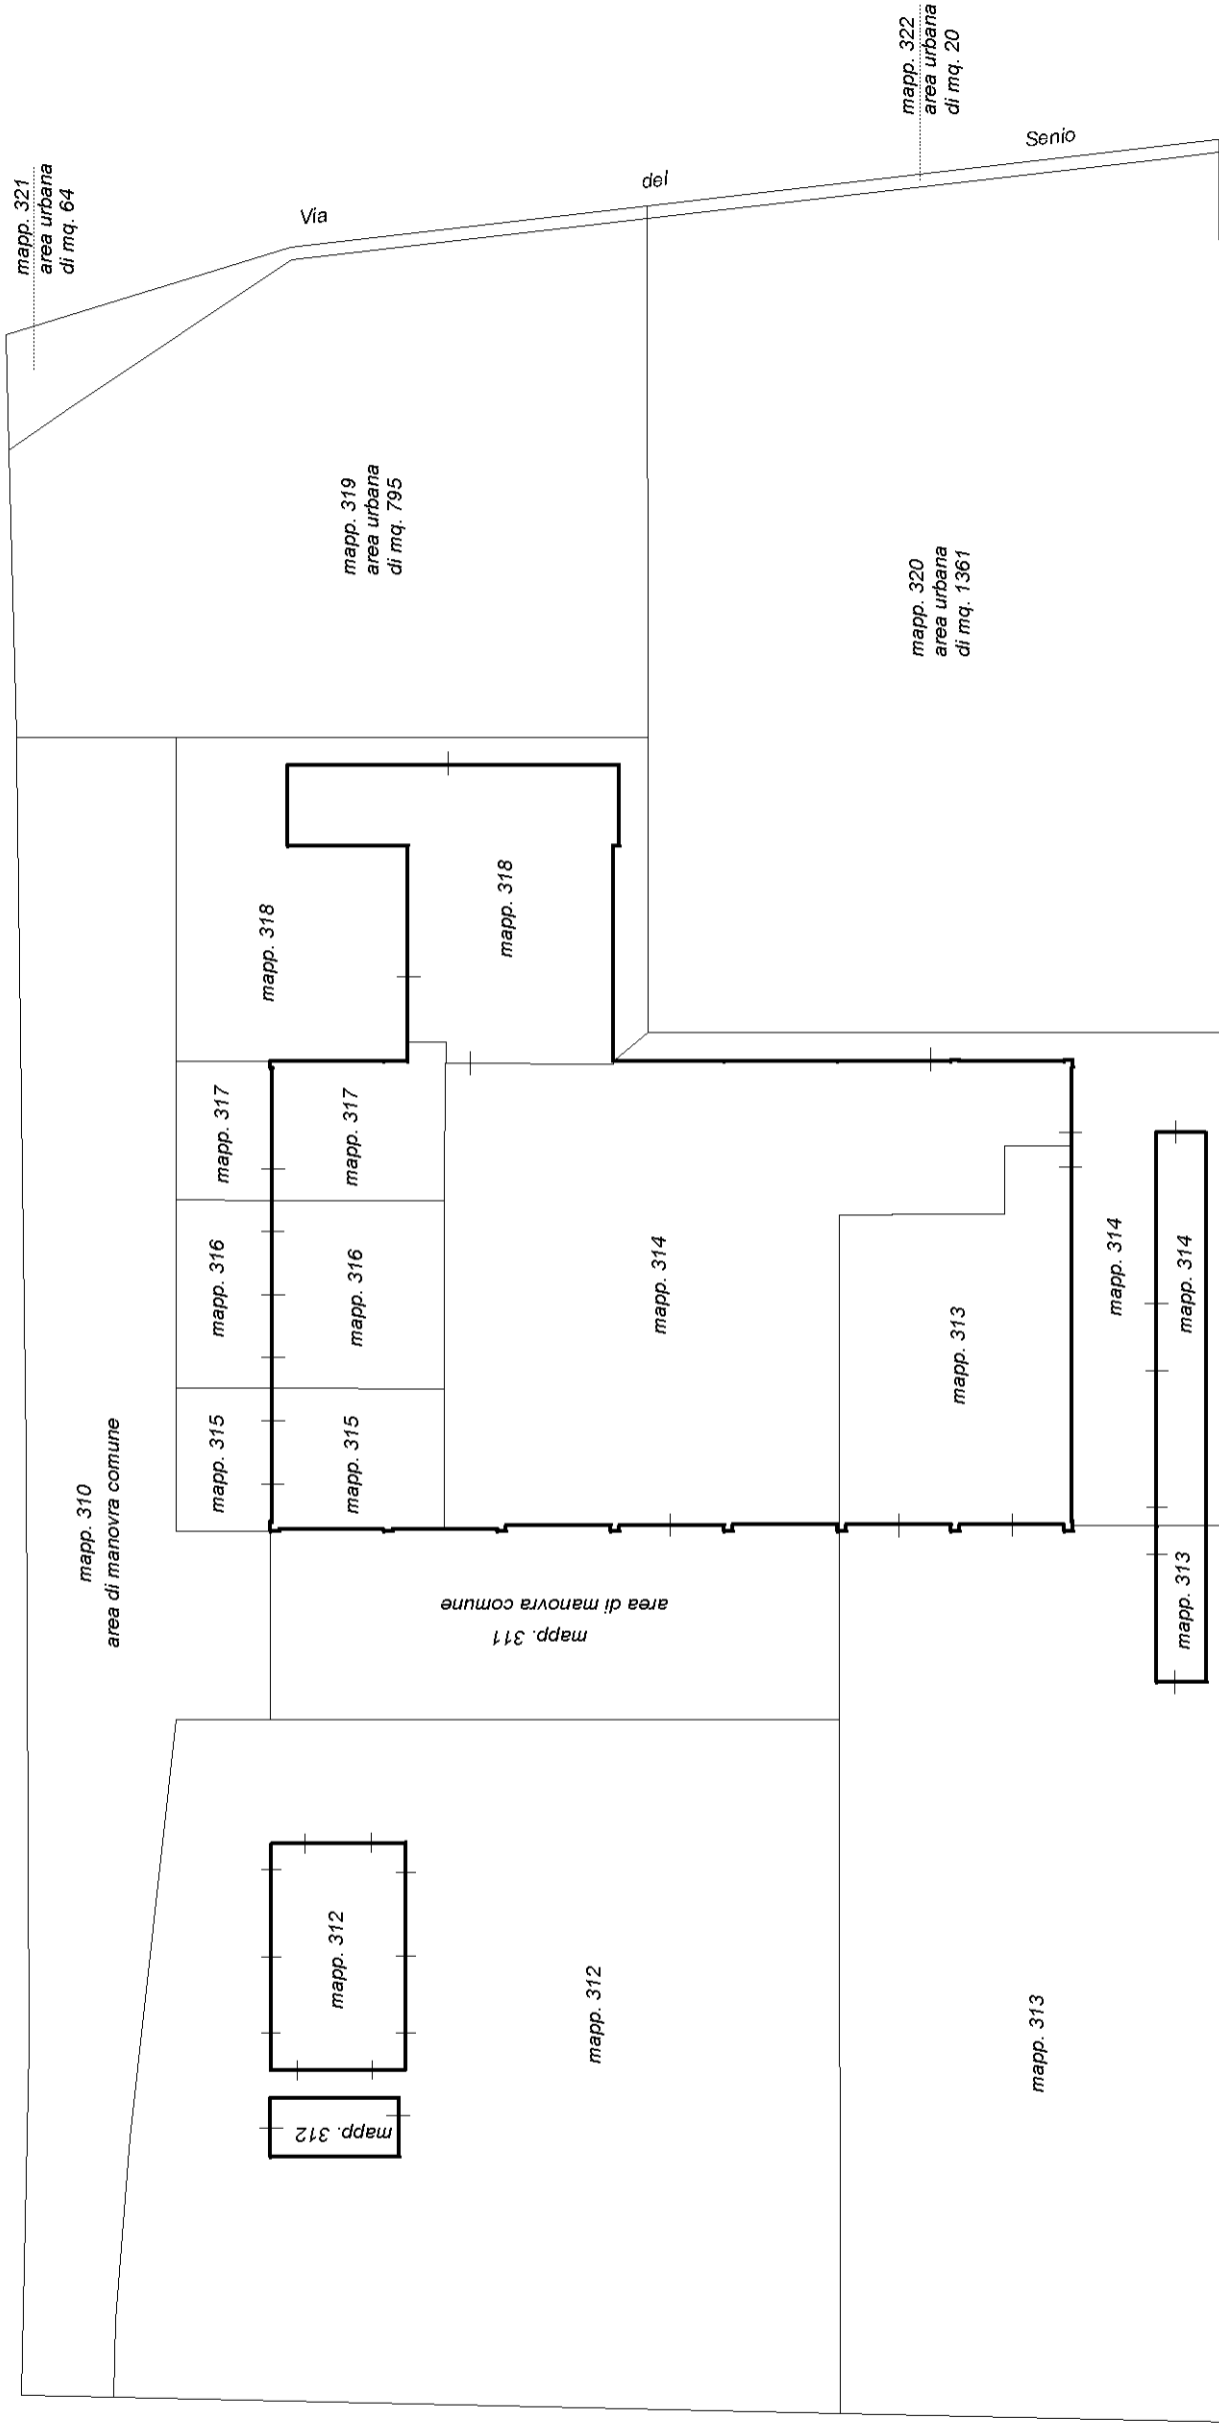 mapp. 321
area urbana
di mq. 64
mapp. 322
area urbana
di mq. 20
Via
del
Senio
mapp. 319
area urbana
di mq. 795
mapp. 320
area urbana
di mq. 1361
mapp. 318
mapp. 318
mapp. 317
mapp. 317
mapp. 316
mapp. 316
mapp. 315
mapp. 315
mapp. 314
mapp. 313
mapp. 314
mapp. 314
mapp. 313
mapp. 310
area di manovra comune
mapp. 311
area di manovra comune
mapp. 312
mapp. 312
mapp. 312
mapp. 313